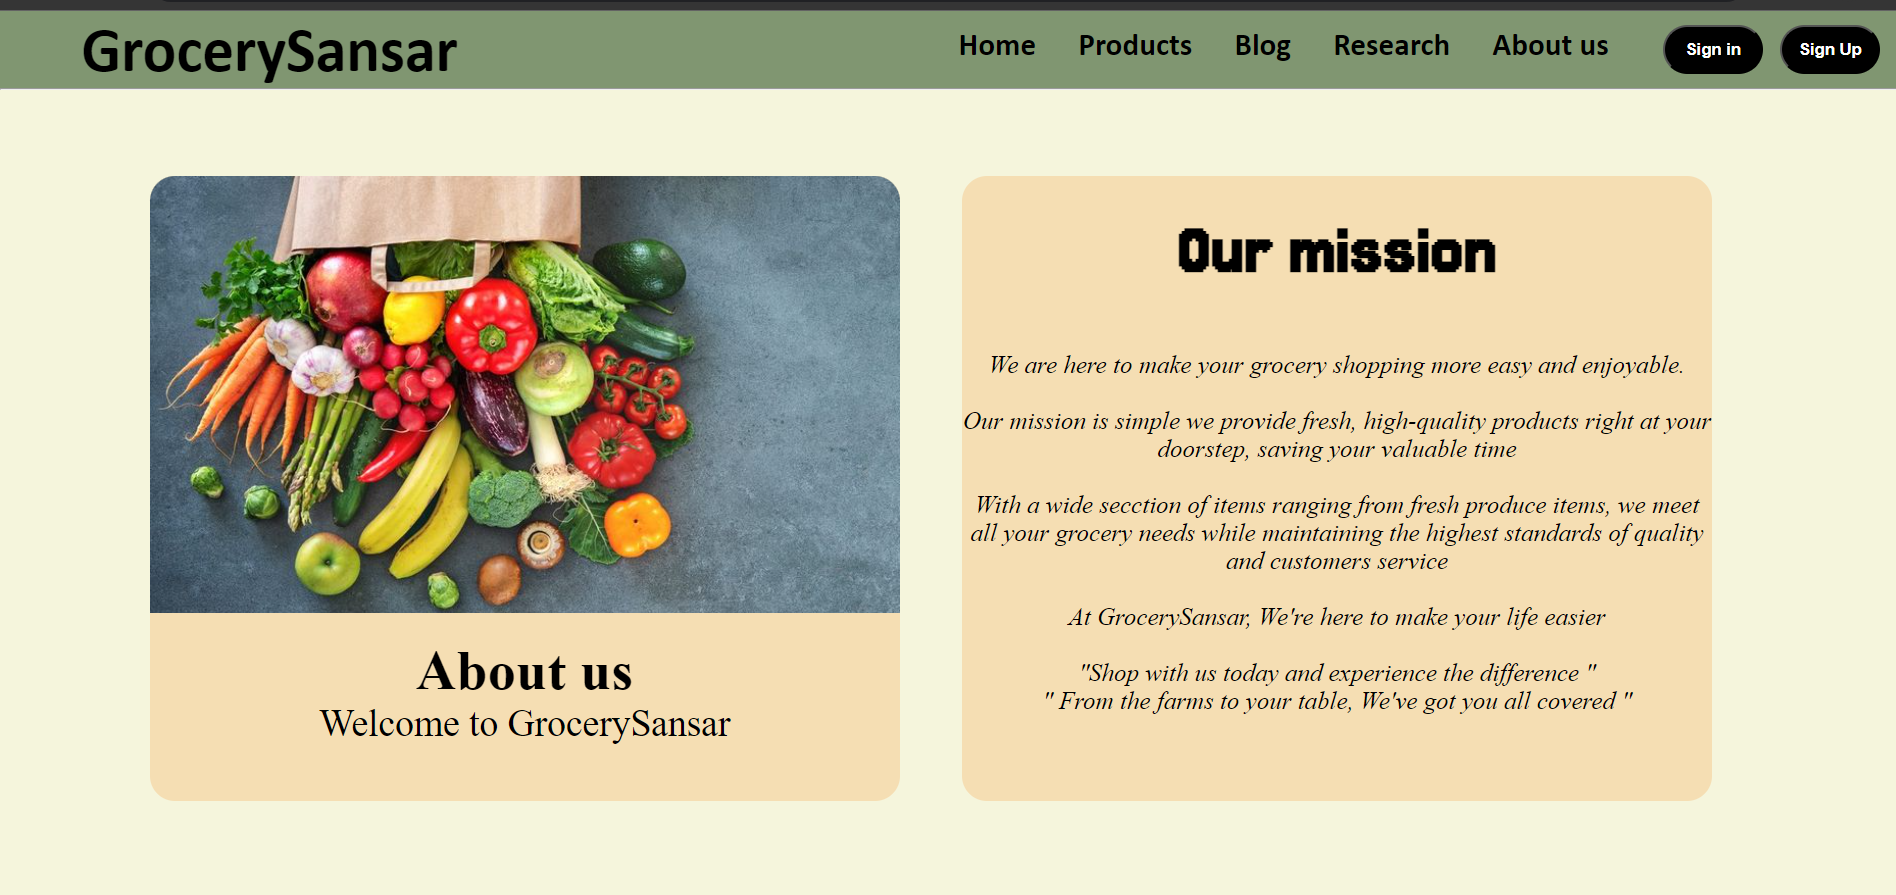 GrocerySansar
Home Products Blog Research About us Sign in Sign Up
About us
Welcome to GrocerySansar
Our mission
We are here to make your grocery shopping more easy and enjoyable.
Our mission is simple we provide fresh, high-quality products right at your
doorstep, saving your valuable time
With a wide secction of items ranging from fresh produce items, we meet
all your grocery needs while maintaining the highest standards of quality
and customers service
At GrocerySansar, We're here to make your life easier
"Shop with us today and experience the difference "
" From the farms to your table, We've got you all covered "